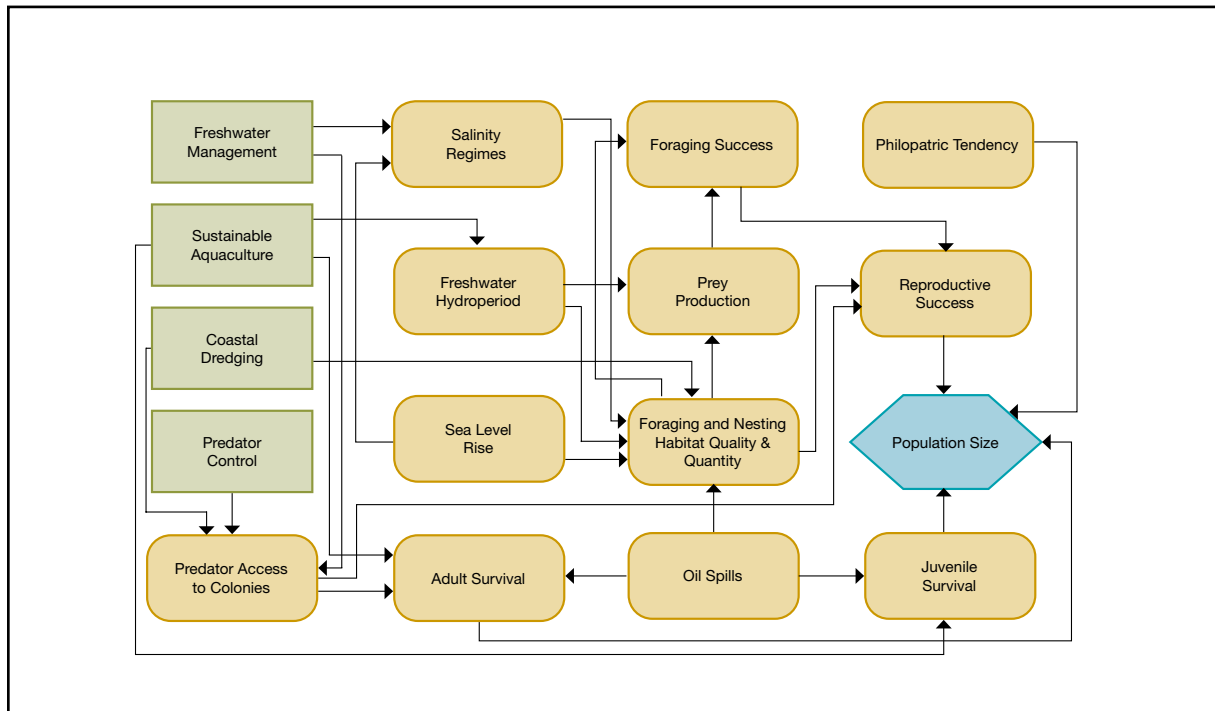 Freshwater
Management
Salinity
Regimes
Foraging Success
Philopatric Tendency
Sustainable
Aquaculture
Freshwater
Hydroperiod
Prey
Production
Reproductive
Success
Coastal
Dredging
Predator
Control
Sea Level
Rise
Foraging and Nesting
Habitat Quality &
Quantity
Population Size
Predator Access
to Colonies
Adult Survival
Oil Spills
Juvenile
Survival